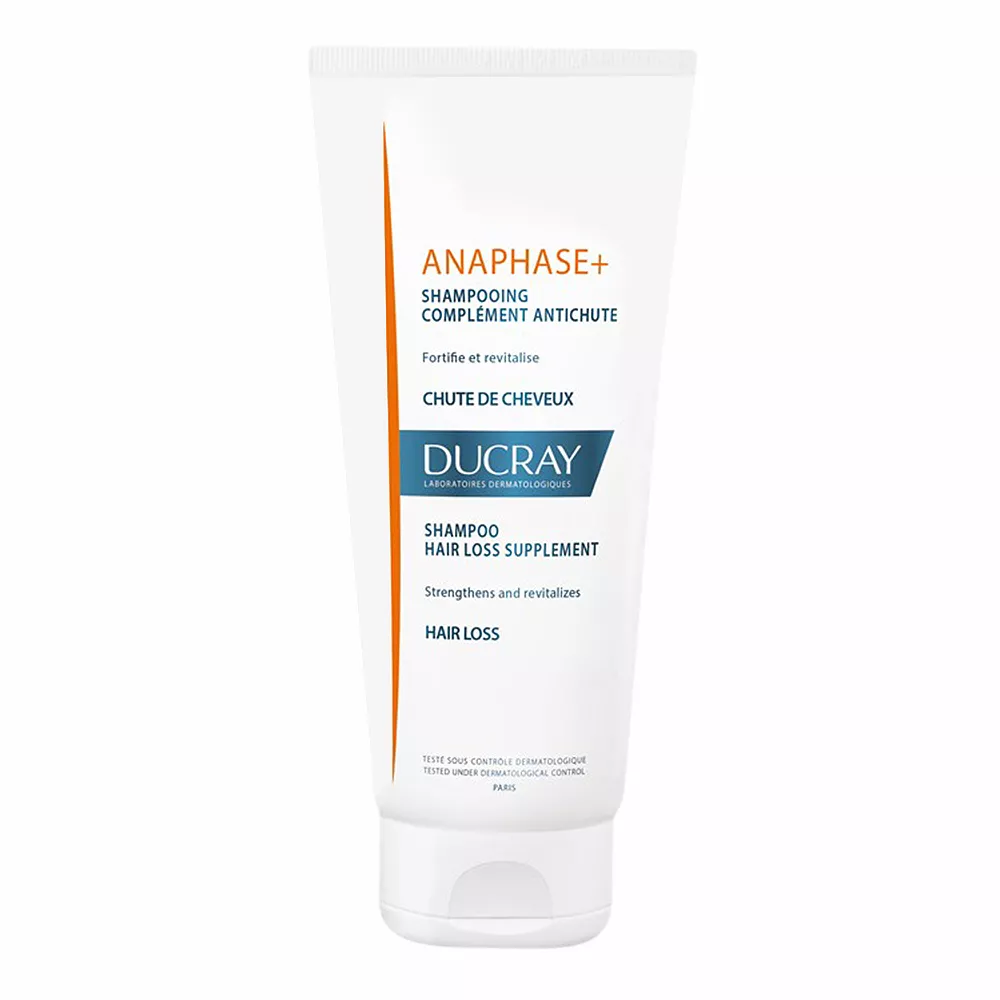 ANAPHASE+
SHAMPOOING
COMPLÉMENT ANTICHUTE
Fortifie et revitalise
CHUTE DE CHEVEUX
DUCRAY
LABORATOIRES DERMATOLOGIQUES
SHAMPOO
HAIR LOSS SUPPLEMENT
Strengthens and revitalizes
HAIR LOSS
TESTÉ SOUS CONTRÔLE DERMATOLOGIQUE
TESTED UNDER DERMATOLOGICAL CONTROL
PARIS